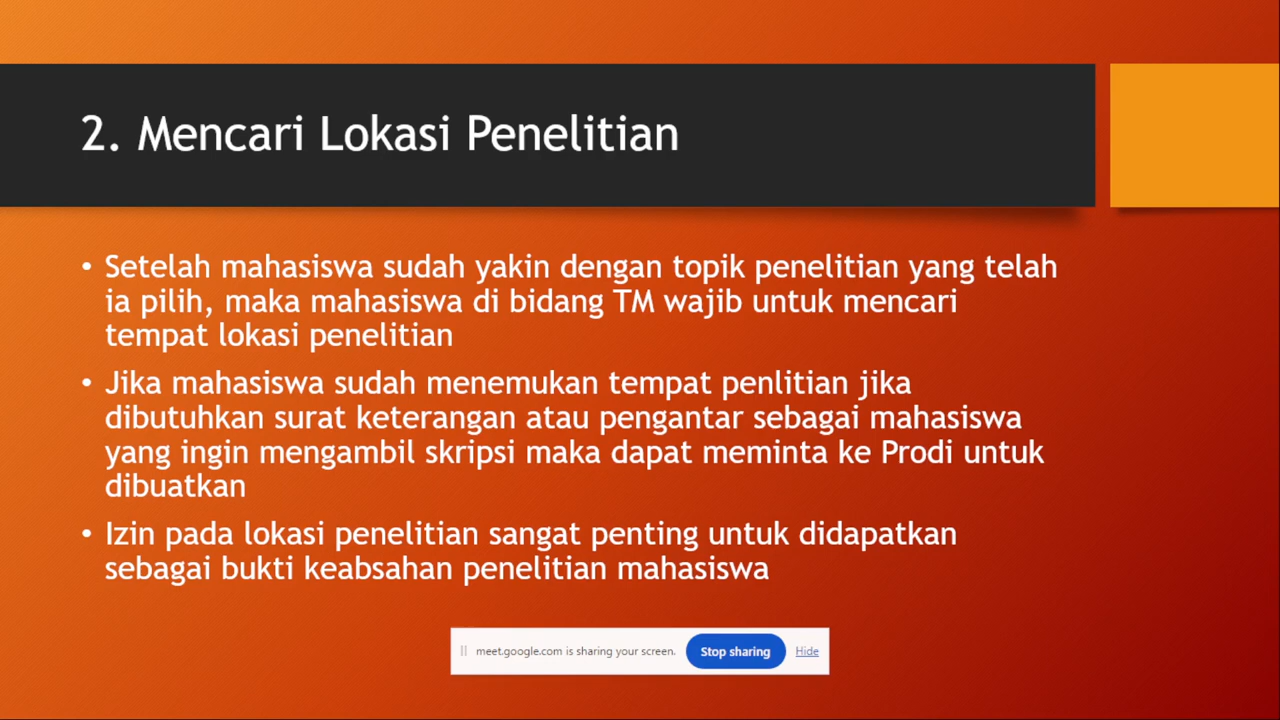 2. Mencari Lokasi Penelitian
• Setelah mahasiswa sudah yakin dengan topik penelitian yang telah
ia pilih, maka mahasiswa di bidang TM wajib untuk mencari
tempat lokasi penelitian
• Jika mahasiswa sudah menemukan tempat penlitian jika
dibutuhkan surat keterangan atau pengantar sebagai mahasiswa
yang ingin mengambil skripsi maka dapat meminta ke Prodi untuk
dibuatkan
• Izin pada lokasi penelitian sangat penting untuk didapatkan
sebagai bukti keabsahan penelitian mahasiswa
meet.google.com is sharing your screen. Stop sharing Hide